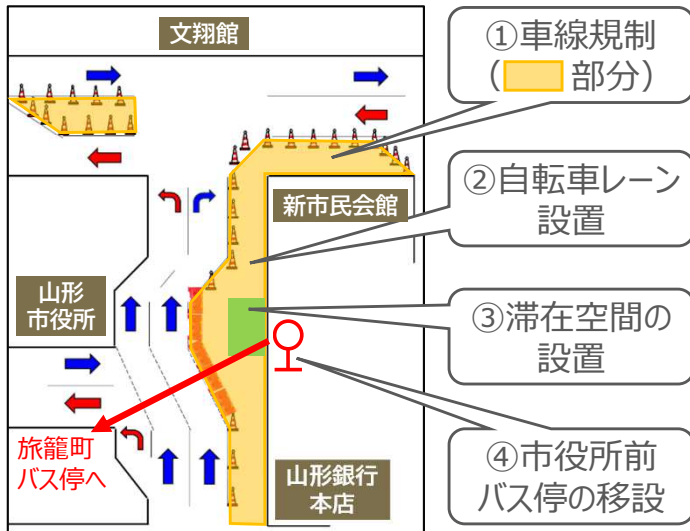 文翔館
①車線規制
（　部分）
②自転車レーン
設置
新市民会館
山形
市役所
③滞在空間の
設置
旅籠町
バス停へ
山形銀行
本店
④市役所前
バス停の移設